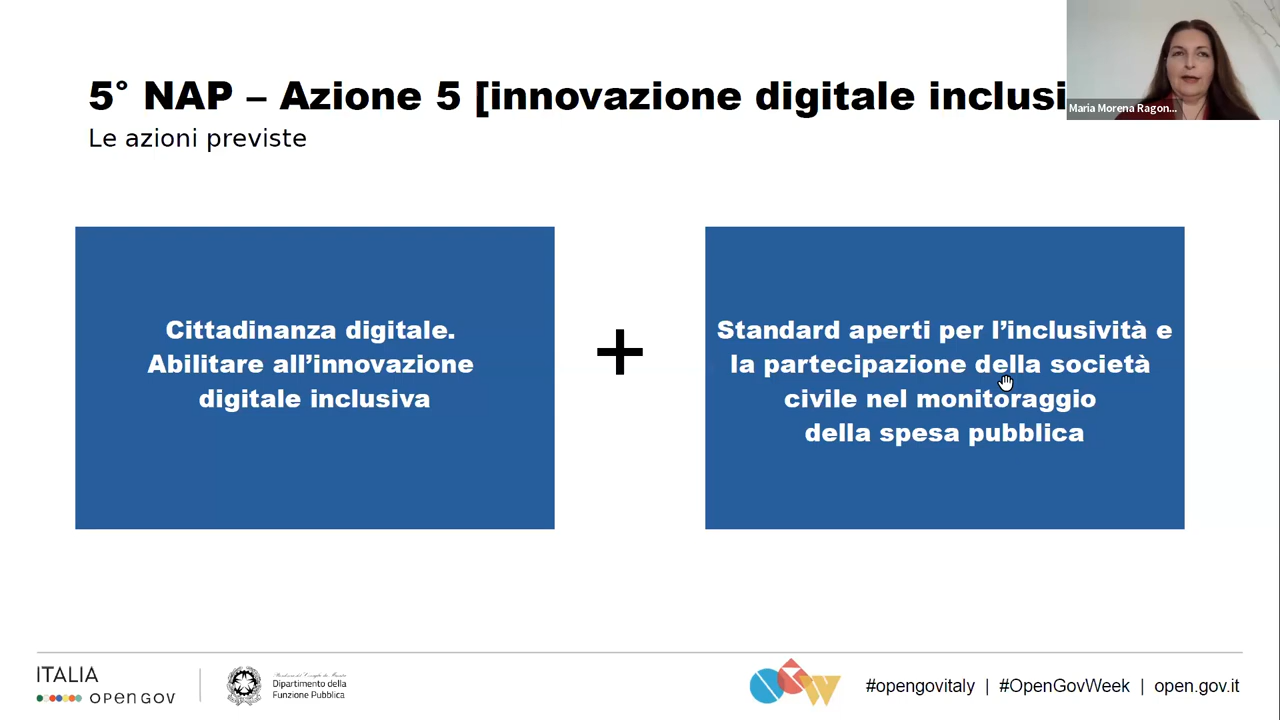 5° NAP – Azione 5 [innovazione digitale inclusi
Maria Morena Ragon...
Le azioni previste
Cittadinanza digitale.
Abilitare all’innovazione
digitale inclusiva
+
Standard aperti per l’inclusività e
la partecipazione della società
civile nel monitoraggio
della spesa pubblica
ITALIA
open gov
Dipartimento della
Funzione Pubblica
OGW
#opengovitaly | #OpenGovWeek | open.gov.it